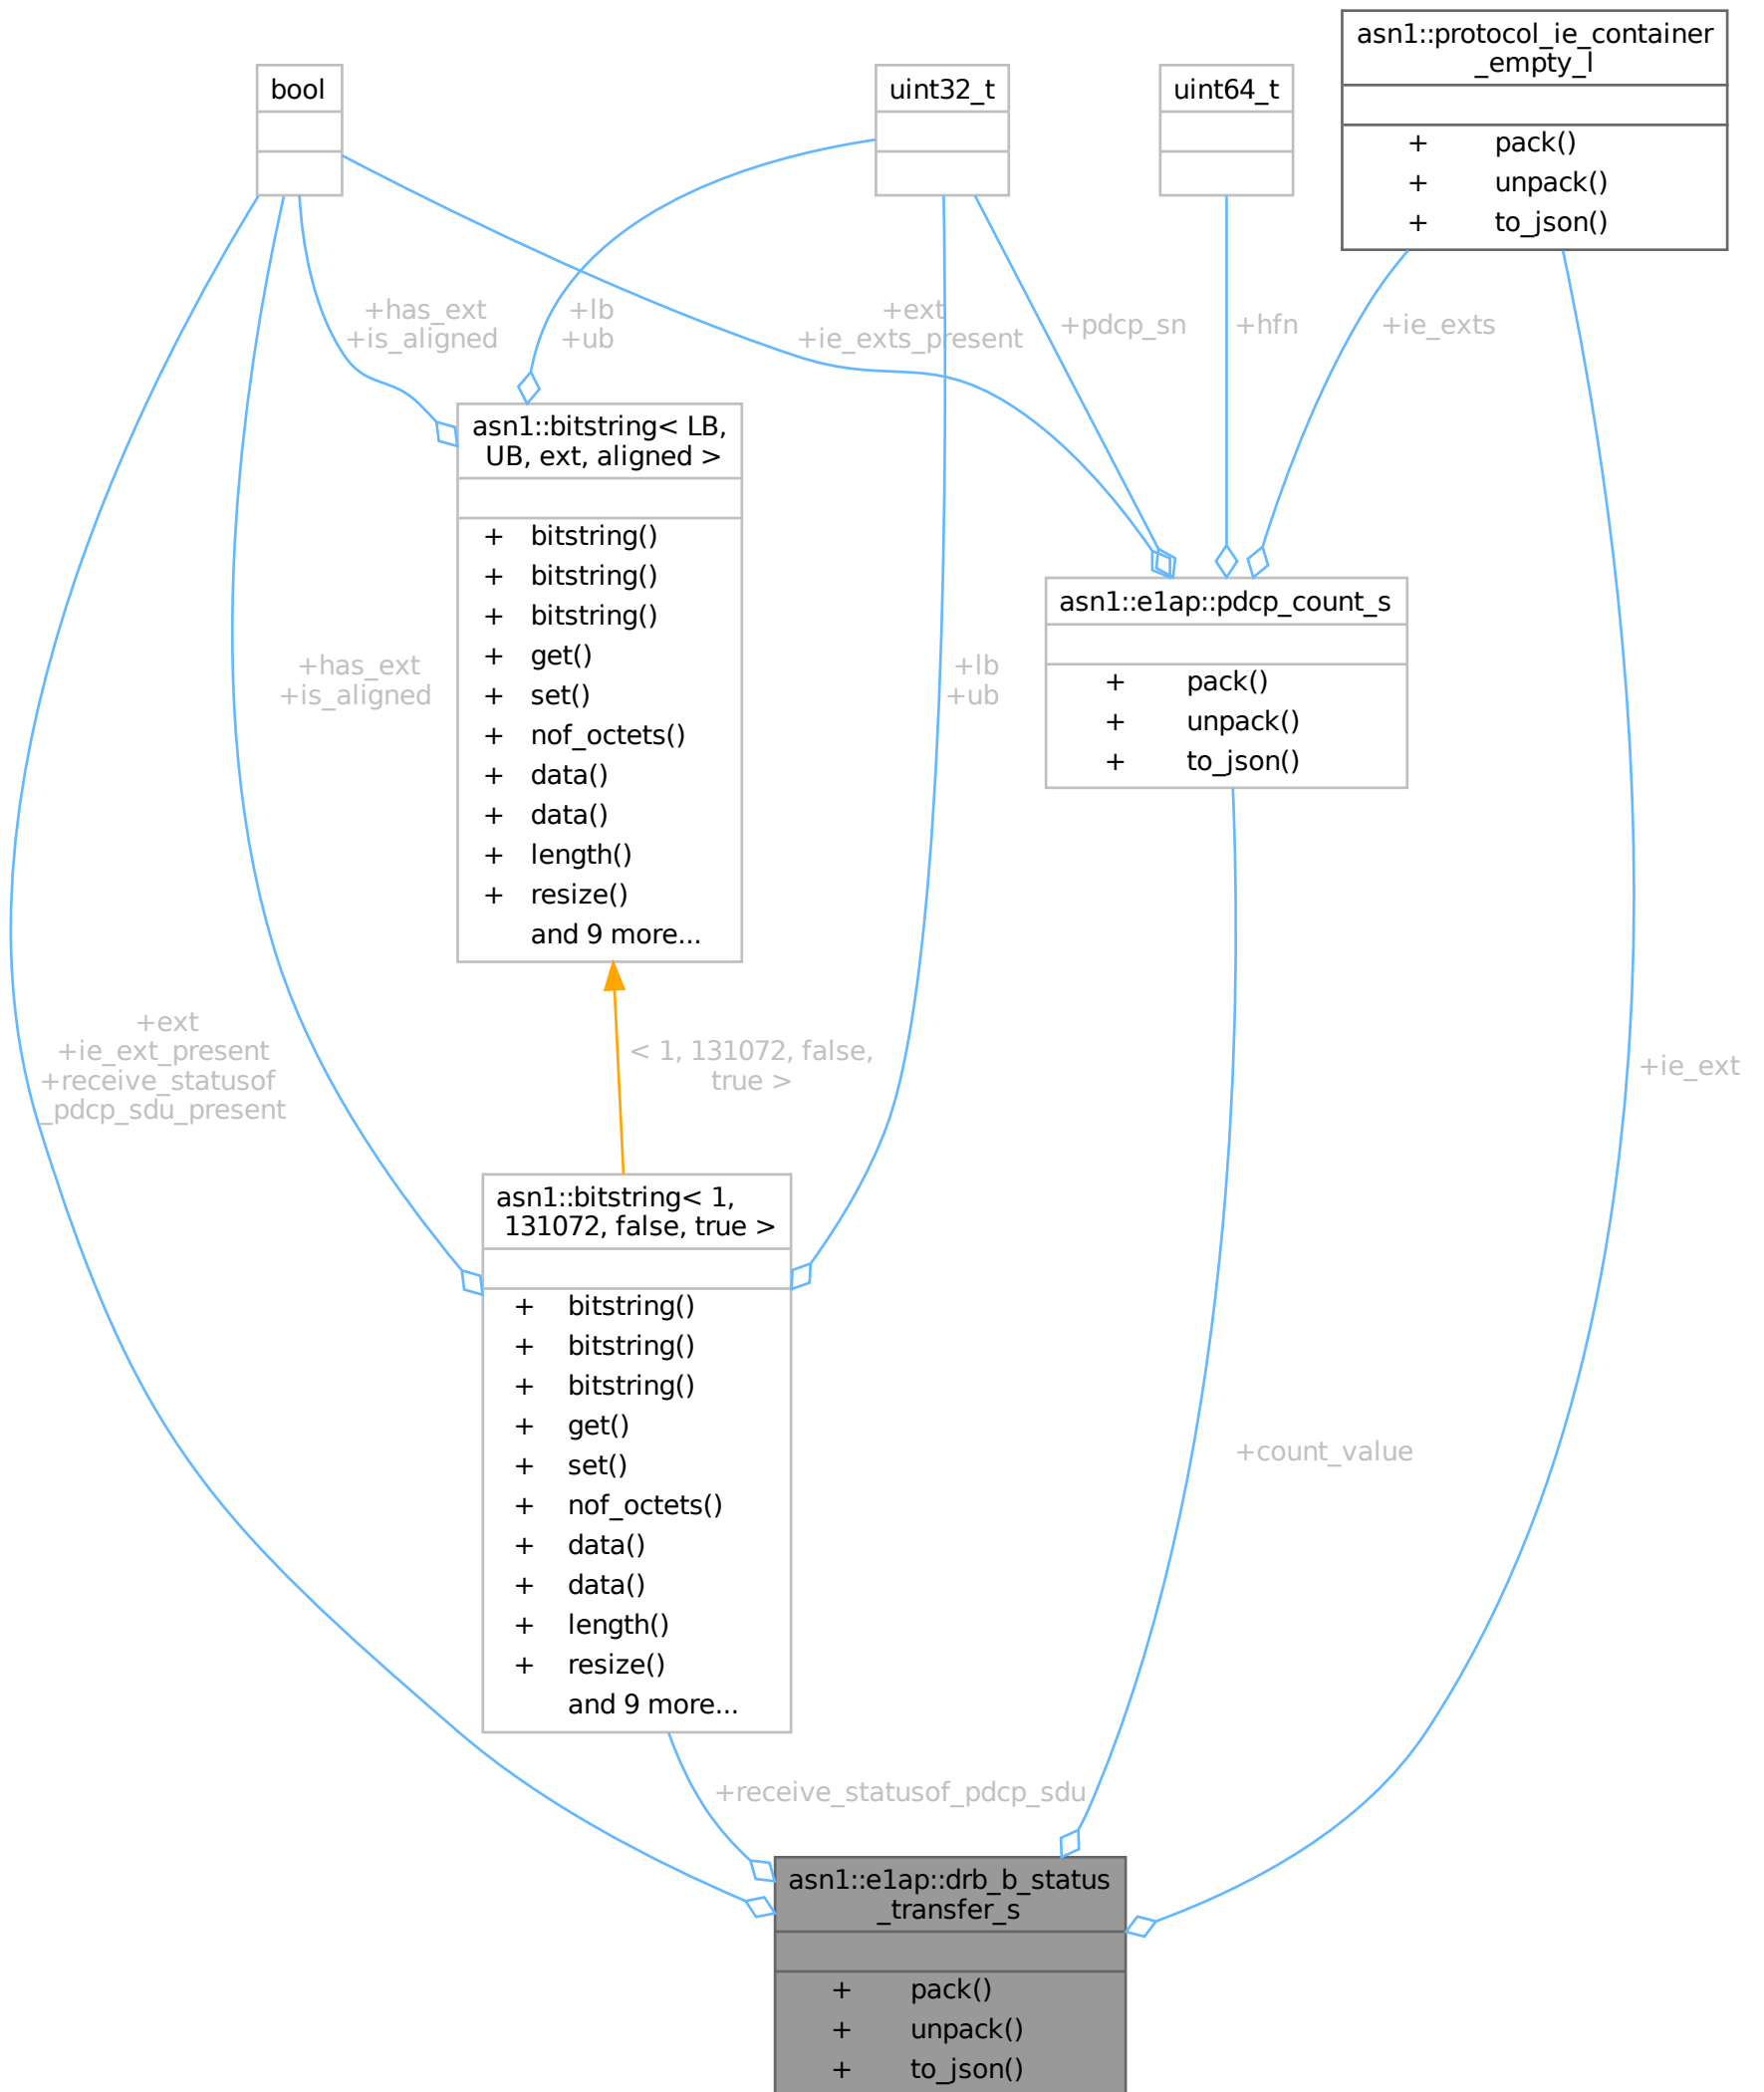 asn1::protocol_ie_container
_empty_l
+ pack()
+ unpack()
+ to_json()
bool
uint32_t
uint64_t
+has_ext
+is_aligned
+lb
+ub
+ext
+ie_exts_present
+pdcp_sn
+hfn
+ie_exts
asn1::bitstring< LB,
UB, ext, aligned >
+ bitstring()
+ bitstring()
+ bitstring()
+ get()
+ set()
+ nof_octets()
+ data()
+ data()
+ length()
+ resize()
and 9 more...
asn1::e1ap::pdcp_count_s
+ pack()
+ unpack()
+ to_json()
+has_ext
+is_aligned
+lb
+ub
+ext
+ie_ext_present
+receive_statusof
_pdcp_sdu_present
< 1, 131072, false,
true >
+ie_ext
asn1::bitstring< 1,
131072, false, true >
+ bitstring()
+ bitstring()
+ bitstring()
+ get()
+ set()
+ nof_octets()
+ data()
+ data()
+ length()
+ resize()
and 9 more...
+count_value
+receive_statusof_pdcp_sdu
asn1::e1ap::drb_b_status
_transfer_s
+ pack()
+ unpack()
+ to_json()